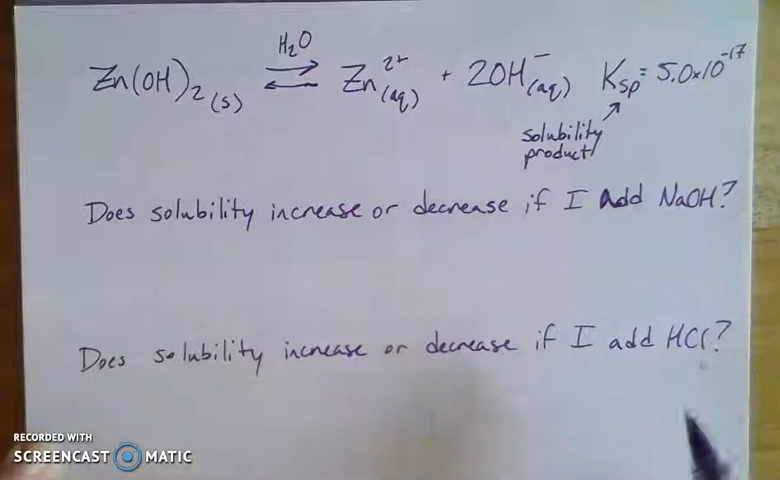 H₂O
Zn(OH)₂(s) ⇌ Zn²⁺(aq) + 2OH⁻(aq) Ksp = 5.0×10⁻¹⁷
solubility
product
Does solubility increase or decrease if I add NaOH?
Does solubility increase or decrease if I add HCl?
RECORDED WITH
SCREENCAST MATIC